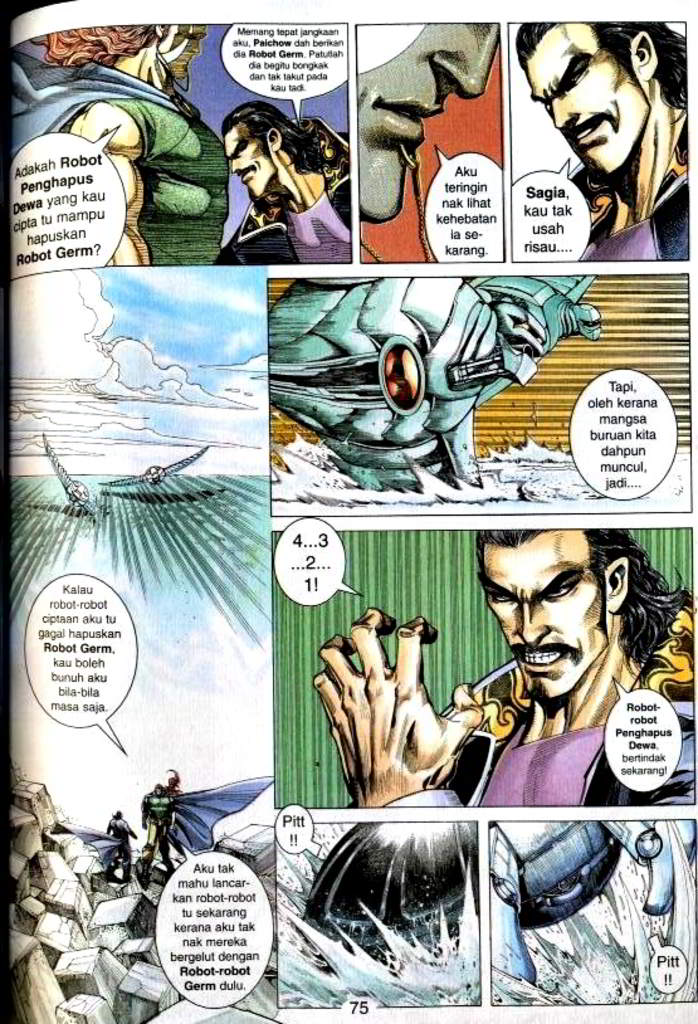 Memang tepat jangkaan
aku, Paichow dah berikan
dia Robot Germ. Patutlah
dia begitu bongkak
dan tak takut pada
kau tadi.
Adakah Robot
Penghapus
Dewa yang kau
cipta tu mampu
hapuskan
Robot Germ?
Aku
teringin
nak lihat
kehebatan
ia se-
karang.
Sagia,
kau tak
usah
risau....
Kalau
robot-robot
ciptaan aku tu
gagal hapuskan
Robot Germ,
kau boleh
bunuh aku
bila-bila
masa saja.
Aku tak
mahu lancar-
kan robot-robot
tu sekarang
kerana aku tak
nak mereka
bergelut dengan
Robot-robot
Germ dulu.
Tapi,
oleh kerana
mangsa
buruan kita
dahpun
muncul,
jadi....
4...3
...2...
1!
Robot-
robot
Penghapus
Dewa,
bertindak
sekarang!
Pitt
!!
Pitt
!!
75